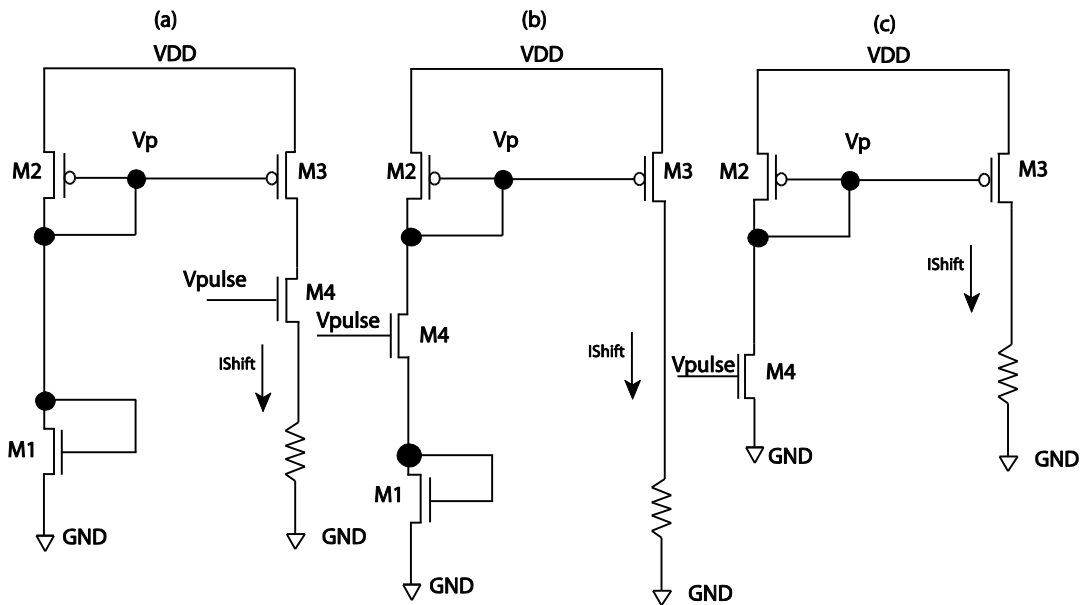 (a)
VDD
Vp
M2
M3
Vpulse
M4
IShift
M1
GND
GND
(b)
VDD
Vp
M2
M3
Vpulse
M4
IShift
M1
GND
GND
(c)
VDD
Vp
M2
M3
IShift
Vpulse
M4
GND
GND